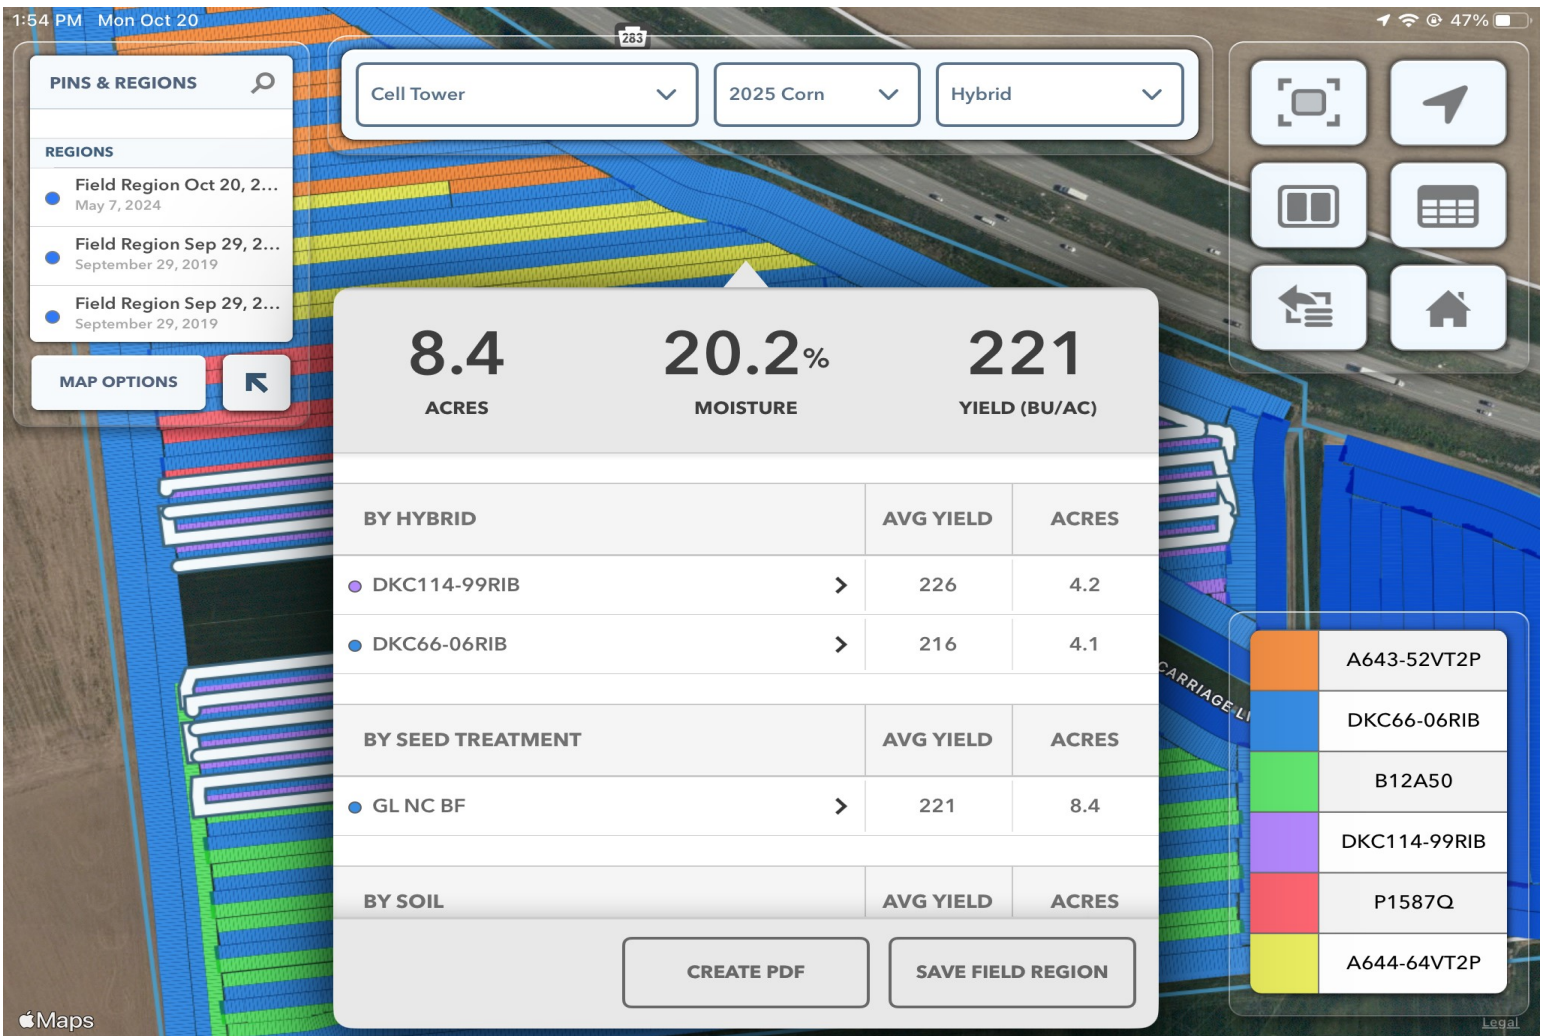 1:54 PM Mon Oct 20
47%
283
PINS & REGIONS
REGIONS
Field Region Oct 20, 2...
May 7, 2024
Field Region Sep 29, 2...
September 29, 2019
Field Region Sep 29, 2...
September 29, 2019
MAP OPTIONS
Cell Tower
2025 Corn
Hybrid
8.4
ACRES
20.2%
MOISTURE
221
YIELD (BU/AC)
BY HYBRID AVG YIELD ACRES
DKC114-99RIB 226 4.2
DKC66-06RIB 216 4.1
BY SEED TREATMENT AVG YIELD ACRES
GL NC BF 221 8.4
BY SOIL AVG YIELD ACRES
CREATE PDF
SAVE FIELD REGION
CARRIAGE
A643-52VT2P
DKC66-06RIB
B12A50
DKC114-99RIB
P1587Q
A644-64VT2P
Maps
Legal